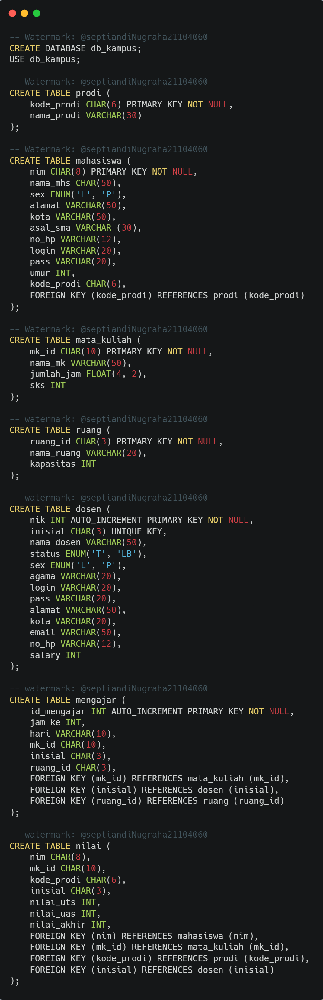 -- Watermark: @septiandiNugraha21104060
CREATE DATABASE db_kampus;
USE db_kampus;

-- Watermark: @septiandiNugraha21104060
CREATE TABLE prodi (
    kode_prodi CHAR(6) PRIMARY KEY NOT NULL,
    nama_prodi VARCHAR(30)
);

-- Watermark: @septiandiNugraha21104060
CREATE TABLE mahasiswa (
    nim CHAR(8) PRIMARY KEY NOT NULL,
    nama_mhs CHAR(50),
    sex ENUM('L', 'P'),
    alamat VARCHAR(50),
    kota VARCHAR(50),
    asal_sma VARCHAR (30),
    no_hp VARCHAR(12),
    login VARCHAR(20),
    pass VARCHAR(20),
    umur INT,
    kode_prodi CHAR(6),
    FOREIGN KEY (kode_prodi) REFERENCES prodi (kode_prodi)
);

-- Watermark: @septiandiNugraha21104060
CREATE TABLE mata_kuliah (
    mk_id CHAR(10) PRIMARY KEY NOT NULL,
    nama_mk VARCHAR(50),
    jumlah_jam FLOAT(4, 2),
    sks INT
);

-- watermark: @septiandiNugraha21104060
CREATE TABLE ruang (
    ruang_id CHAR(3) PRIMARY KEY NOT NULL,
    nama_ruang VARCHAR(20),
    kapasitas INT
);

-- watermark: @septiandiNugraha21104060
CREATE TABLE dosen (
    nik INT AUTO_INCREMENT PRIMARY KEY NOT NULL,
    inisial CHAR(3) UNIQUE KEY,
    nama_dosen VARCHAR(50),
    status ENUM('T', 'LB'),
    sex ENUM('L', 'P'),
    agama VARCHAR(20),
    login VARCHAR(20),
    pass VARCHAR(20),
    alamat VARCHAR(50),
    kota VARCHAR(20),
    email VARCHAR(50),
    no_hp VARCHAR(12),
    salary INT
);

-- watermark: @septiandiNugraha21104060
CREATE TABLE mengajar (
    id_mengajar INT AUTO_INCREMENT PRIMARY KEY NOT NULL,
    jam_ke INT,
    hari VARCHAR(10),
    mk_id CHAR(10),
    inisial CHAR(3),
    ruang_id CHAR(3),
    FOREIGN KEY (mk_id) REFERENCES mata_kuliah (mk_id),
    FOREIGN KEY (inisial) REFERENCES dosen (inisial),
    FOREIGN KEY (ruang_id) REFERENCES ruang (ruang_id)
);

-- watermark: @septiandiNugraha21104060
CREATE TABLE nilai (
    nim CHAR(8),
    mk_id CHAR(10),
    kode_prodi CHAR(6),
    inisial CHAR(3),
    nilai_uts INT,
    nilai_uas INT,
    nilai_akhir INT,
    FOREIGN KEY (nim) REFERENCES mahasiswa (nim),
    FOREIGN KEY (mk_id) REFERENCES mata_kuliah (mk_id),
    FOREIGN KEY (kode_prodi) REFERENCES prodi (kode_prodi),
    FOREIGN KEY (inisial) REFERENCES dosen (inisial)
);